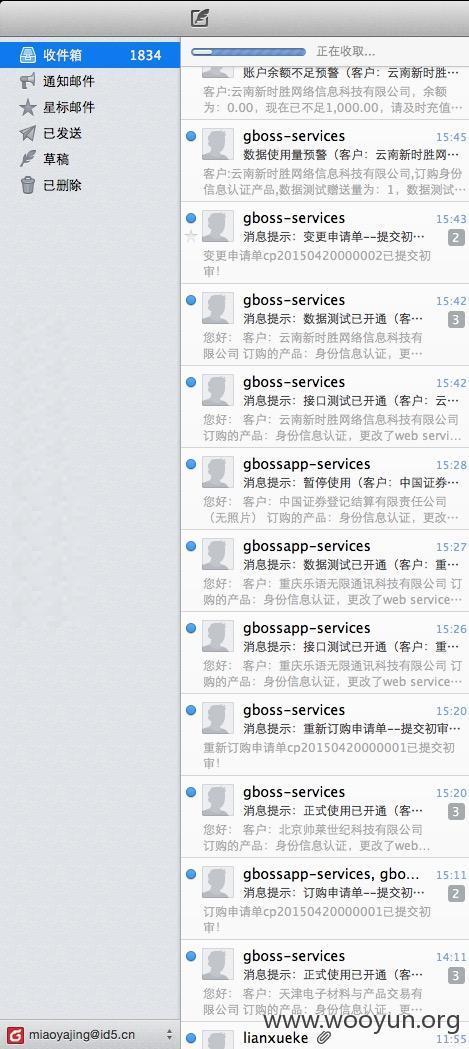 收件箱 1834
通知邮件
星标邮件
已发送
草稿
已删除
正在收取...
账户余额不足预警（客户：云南新时胜…
云南新时胜网络信息科技有限公司，余额
为：0.00，现在已不足1,000.00，请及时充值…
gboss-services 15:45
数据使用量预警（客户：云南新时胜网…
云南新时胜网络信息科技有限公司,订购身份
信息认证产品,数据测试赠送量为：1，数据测试…
gboss-services 15:43
消息提示：变更申请单--提交初… 2
变更申请单cp20150420000002已提交初
审！
gboss-services 15:42
消息提示：数据测试已开通（客… 3
您好： 客户：云南新时胜网络信息科技有
限公司 订购的产品：身份信息认证，更…
gboss-services 15:42
消息提示：接口测试已开通（客户：云…
您好： 客户：云南新时胜网络信息科技有限公司
订购的产品：身份信息认证，更改了web servi…
gbossapp-services 15:28
消息提示：暂停使用（客户：中国证券…
您好： 客户：中国证券登记结算有限责任公司
（无照片） 订购的产品：身份信息认证，更改…
gbossapp-services 15:27
消息提示：数据测试已开通（客户：重…
您好： 客户：重庆乐语无限通讯科技有限公司 订
购的产品：身份信息认证，更改了web service…
gbossapp-services 15:26
消息提示：接口测试已开通（客户：重…
您好： 客户：重庆乐语无限通讯科技有限公司 订
购的产品：身份信息认证，更改了web service…
gboss-services 15:20
消息提示：重新订购申请单--提交初审…
重新订购申请单cp20150420000001已提交初
审！
gboss-services 15:20
消息提示：正式使用已开通（客… 3
您好： 客户：北京帅莱世纪科技有限公司
订购的产品：身份信息认证，更改了web…
gbossapp-services, gbo... 15:11
消息提示：订购申请单--提交初… 2
订购申请单cp20150420000001已提交初
审！
gboss-services 14:11
消息提示：正式使用已开通（客… 3
您好： 客户：天津电子材料与产品交易有
限公司 订购的产品：身份信息认证，更…
lianxueke 11:55
miaoyajing@id5.cn
www.wooyun.org